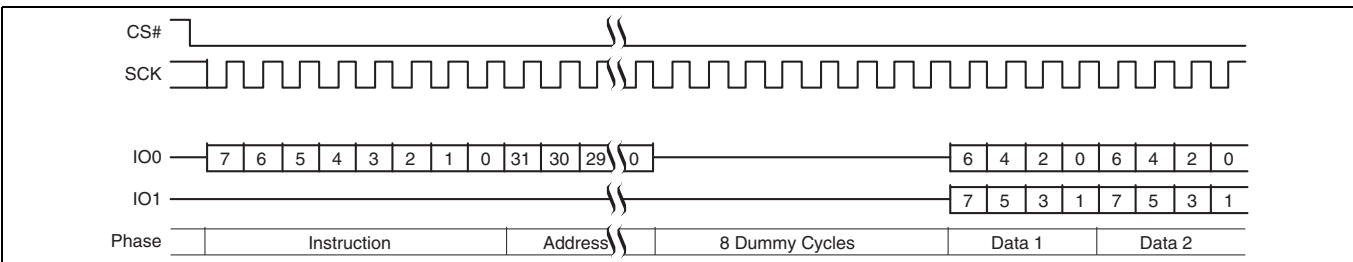 CS#
SCK
IO0 7 6 5 4 3 2 1 0 31 30 29 0 6 4 2 0 6 4 2 0
IO1 7 5 3 1 7 5 3 1
Phase Instruction Address 8 Dummy Cycles Data 1 Data 2